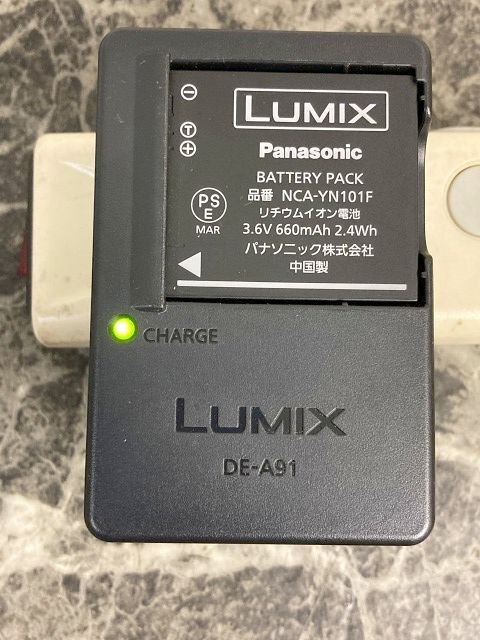 LUMIX
Panasonic
BATTERY PACK
品番 NCA-YN101F
リチウムイオン電池
3.6V 660mAh 2.4Wh
パナソニック株式会社
中国製
T
PS
E
MAR
CHARGE
LUMIX
DE-A91